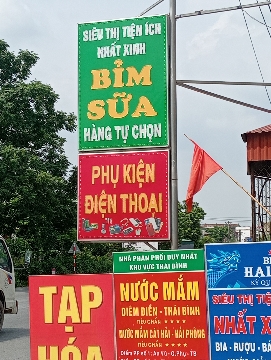 SIÊU THỊ TIỆN ÍCH
NHẤT XINH
BỈM
SỮA
HÀNG TỰ CHỌN
PHỤ KIỆN
ĐIỆN THOẠI
NHÀ PHÂN PHỐI DUY NHẤT
KHU VỰC THÁI BÌNH
NƯỚC MẮM
DIÊM ĐIỀN - THÁI BÌNH
NƯỚC MẮM CÁT HẢI - HẢI PHÒNG
TẠP
HÓA
SIÊU THỊ TIỆN
NHẤT XINH
BIA - RƯỢU